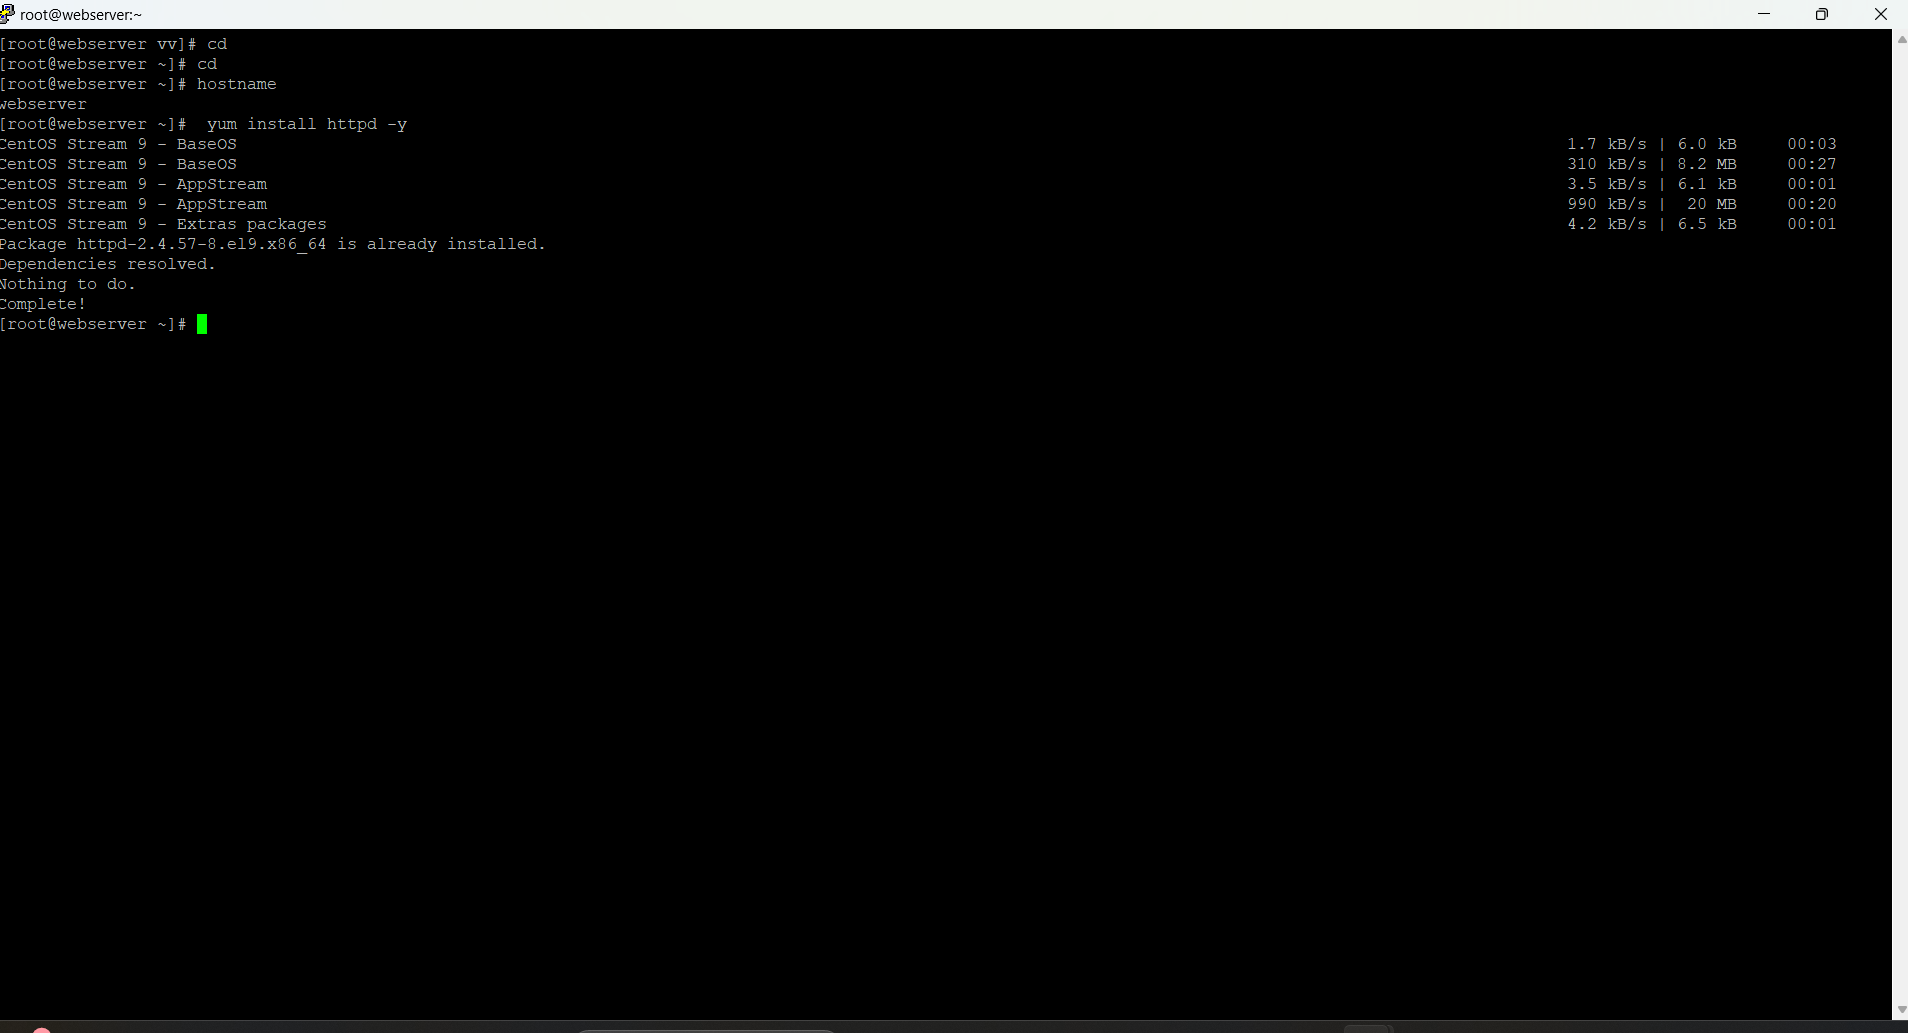 root@webserver:~
[root@webserver vv]# cd
[root@webserver ~]# cd
[root@webserver ~]# hostname
webserver
[root@webserver ~]#  yum install httpd -y
CentOS Stream 9 - BaseOS 1.7 kB/s | 6.0 kB 00:03
CentOS Stream 9 - BaseOS 310 kB/s | 8.2 MB 00:27
CentOS Stream 9 - AppStream 3.5 kB/s | 6.1 kB 00:01
CentOS Stream 9 - AppStream 990 kB/s |  20 MB 00:20
CentOS Stream 9 - Extras packages 4.2 kB/s | 6.5 kB 00:01
Package httpd-2.4.57-8.el9.x86_64 is already installed.
Dependencies resolved.
Nothing to do.
Complete!
[root@webserver ~]#